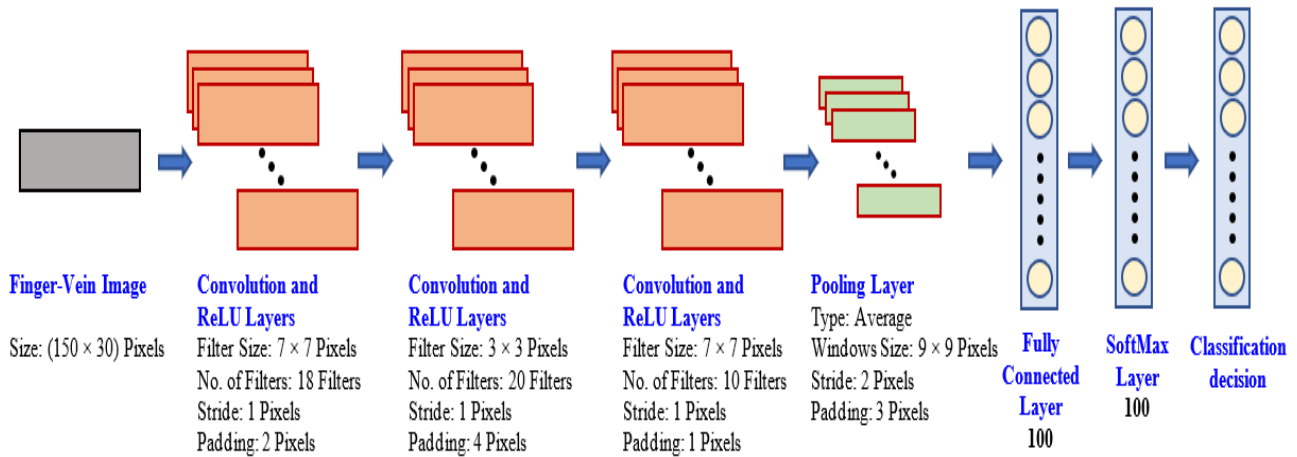 Finger-Vein Image
Size: (150 × 30) Pixels
Convolution and
ReLU Layers
Filter Size: 7 × 7 Pixels
No. of Filters: 18 Filters
Stride: 1 Pixels
Padding: 2 Pixels
Convolution and
ReLU Layers
Filter Size: 3 × 3 Pixels
No. of Filters: 20 Filters
Stride: 1 Pixels
Padding: 4 Pixels
Convolution and
ReLU Layers
Filter Size: 7 × 7 Pixels
No. of Filters: 10 Filters
Stride: 1 Pixels
Padding: 1 Pixels
Pooling Layer
Type: Average
Windows Size: 9 × 9 Pixels
Stride: 2 Pixels
Padding: 3 Pixels
Fully
Connected
Layer
100
SoftMax
Layer
100
Classification
decision